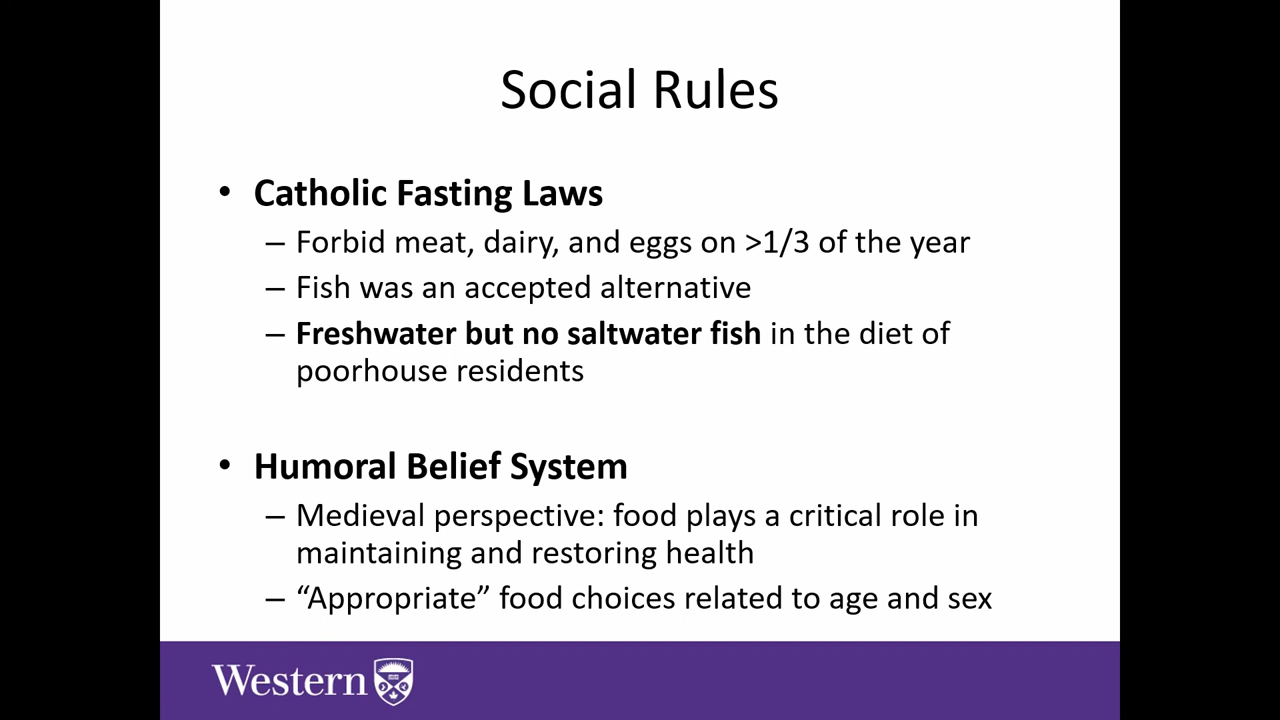 Social Rules
• Catholic Fasting Laws
– Forbid meat, dairy, and eggs on >1/3 of the year
– Fish was an accepted alternative
– Freshwater but no saltwater fish in the diet of
poorhouse residents
• Humoral Belief System
– Medieval perspective: food plays a critical role in
maintaining and restoring health
– “Appropriate” food choices related to age and sex
Western